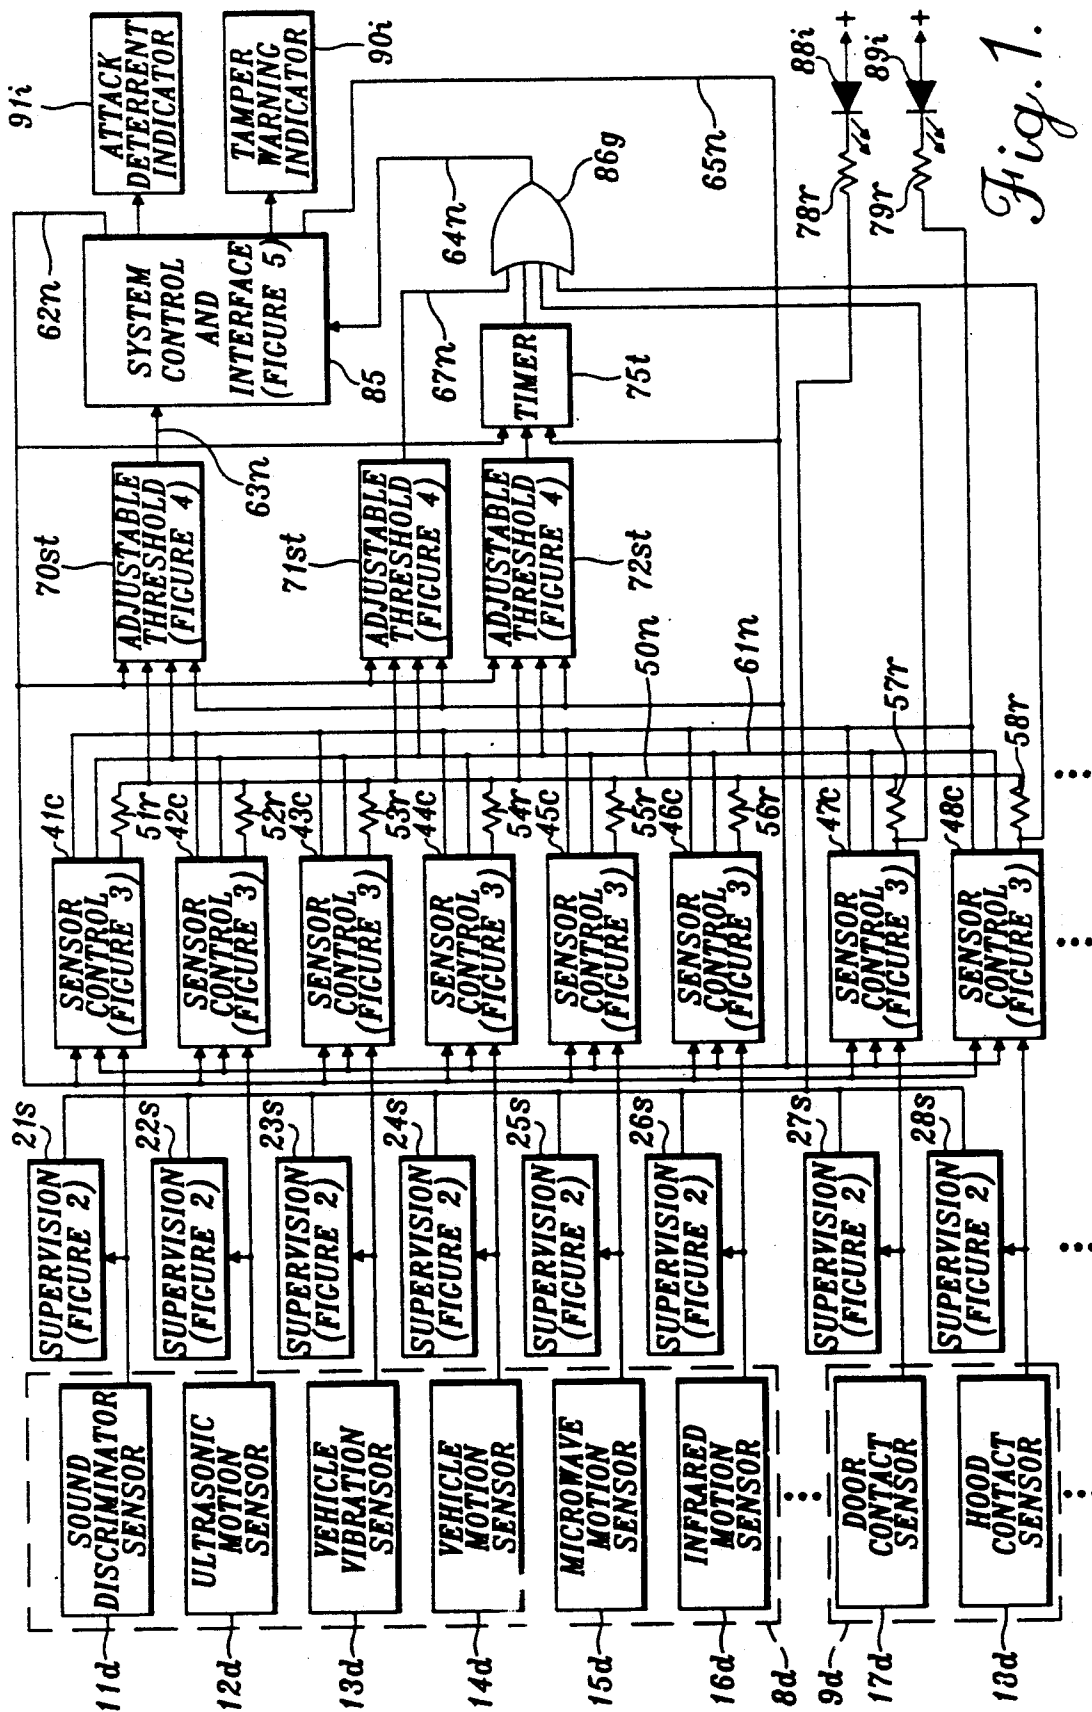 11d
SOUND
DISCRIMINATOR
SENSOR
12d
ULTRASONIC
MOTION
SENSOR
13d
VEHICLE
VIBRATION
SENSOR
14d
VEHICLE
MOTION
SENSOR
15d
MICROWAVE
MOTION
SENSOR
16d
INFRARED
MOTION
SENSOR
8d
9d
17d
DOOR
CONTACT
SENSOR
18d
HOOD
CONTACT
SENSOR
21s
SUPERVISION
(FIGURE 2)
22s
SUPERVISION
(FIGURE 2)
23s
SUPERVISION
(FIGURE 2)
24s
SUPERVISION
(FIGURE 2)
25s
SUPERVISION
(FIGURE 2)
26s
SUPERVISION
(FIGURE 2)
27s
SUPERVISION
(FIGURE 2)
28s
SUPERVISION
(FIGURE 2)
41c
SENSOR
CONTROL
(FIGURE 3)
51r
42c
SENSOR
CONTROL
(FIGURE 3)
52r
43c
SENSOR
CONTROL
(FIGURE 3)
53r
44c
SENSOR
CONTROL
(FIGURE 3)
54r
45c
SENSOR
CONTROL
(FIGURE 3)
55r
46c
SENSOR
CONTROL
(FIGURE 3)
56r
47c
SENSOR
CONTROL
(FIGURE 3)
57r
48c
SENSOR
CONTROL
(FIGURE 3)
58r
50n
61n
70st
ADJUSTABLE
THRESHOLD
(FIGURE 4)
63n
71st
ADJUSTABLE
THRESHOLD
(FIGURE 4)
72st
ADJUSTABLE
THRESHOLD
(FIGURE 4)
67n
TIMER
75t
62n
SYSTEM
CONTROL
AND
INTERFACE
(FIGURE 5)
85
64n
86g
65n
91i
ATTACK
DETERRENT
INDICATOR
TAMPER
WARNING
INDICATOR
90i
78r
88i
+
79r
89i
+
Fig. 1.